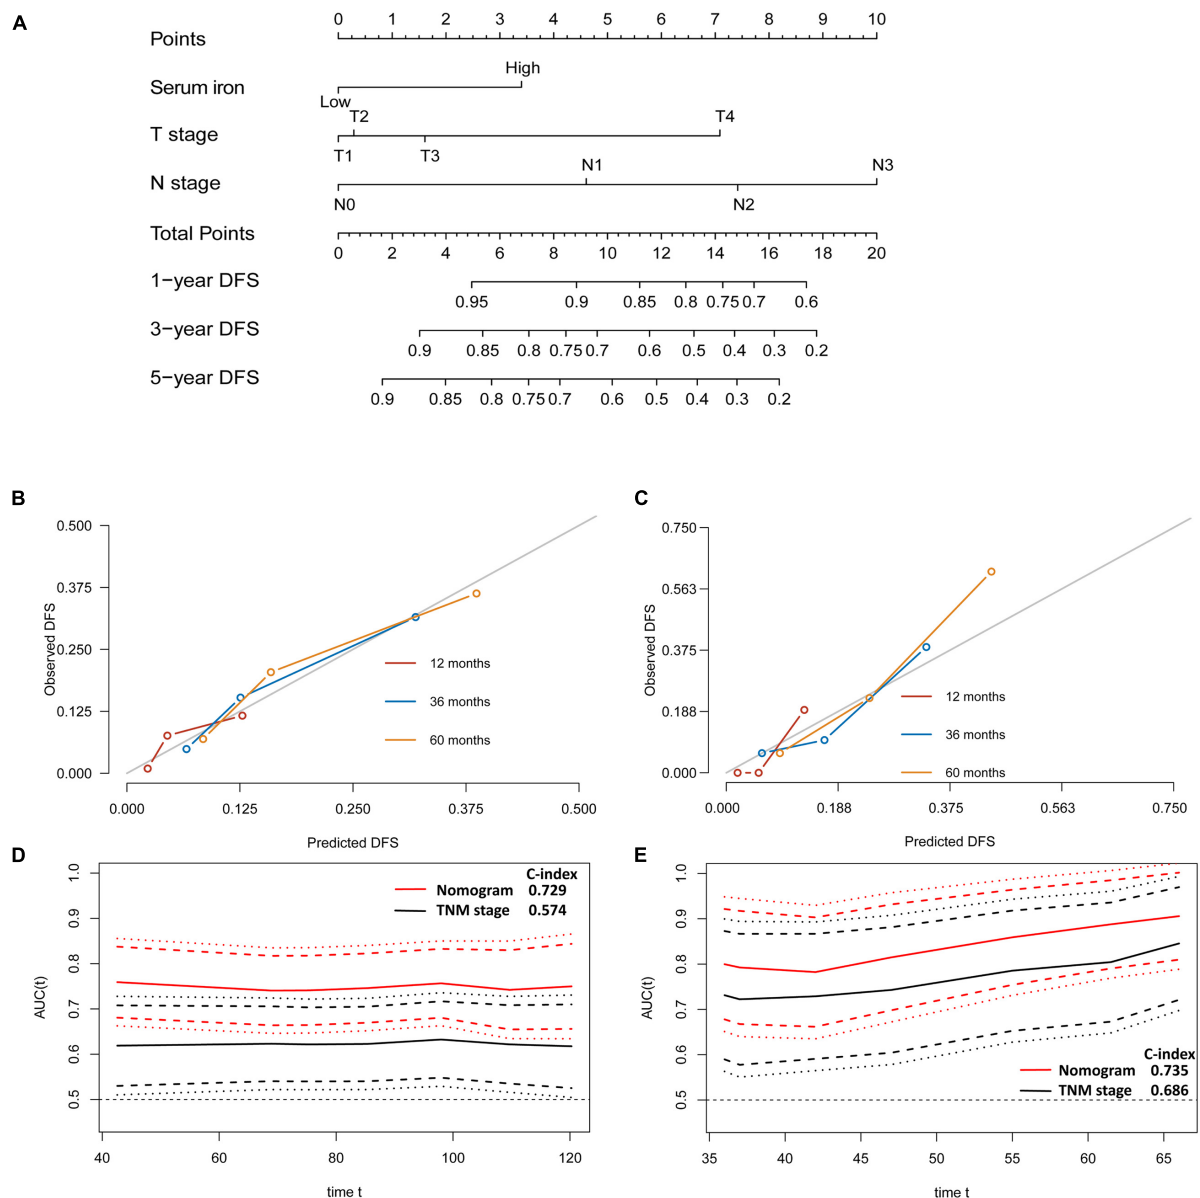 A
0 1 2 3 4 5 6 7 8 9 10
Points
High
Serum iron
Low
T2 T4
T stage
T1 T3
N1 N3
N stage
N0 N2
Total Points
0 2 4 6 8 10 12 14 16 18 20
1−year DFS
0.95 0.9 0.85 0.8 0.75 0.7 0.6
3−year DFS
0.9 0.85 0.8 0.75 0.7 0.6 0.5 0.4 0.3 0.2
5−year DFS
0.9 0.85 0.8 0.75 0.7 0.6 0.5 0.4 0.3 0.2
B
0.500
0.375
0.250
0.125
0.000
Observed DFS
12 months
36 months
60 months
0.000 0.125 0.250 0.375 0.500
Predicted DFS
C
0.750
0.563
0.375
0.188
0.000
Observed DFS
12 months
36 months
60 months
0.000 0.188 0.375 0.563 0.750
Predicted DFS
D
C-index
Nomogram 0.729
TNM stage 0.574
1.0
0.9
0.8
0.7
0.6
0.5
AUC(t)
40 60 80 100 120
time t
E
1.0
0.9
0.8
0.7
0.6
0.5
AUC(t)
C-index
Nomogram 0.735
TNM stage 0.686
35 40 45 50 55 60 65
time t